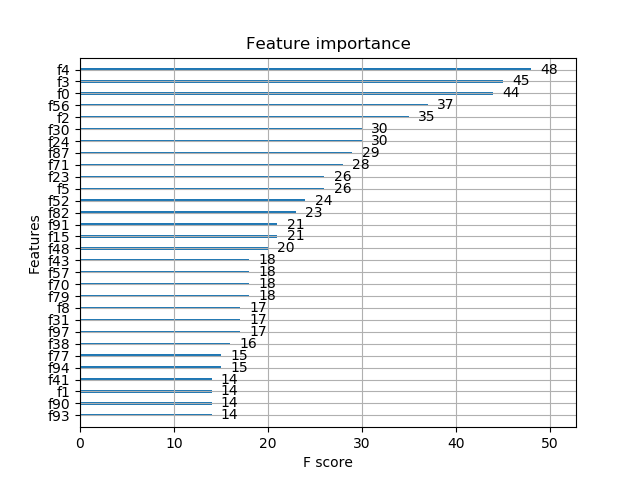 Feature importance
Features
f4 48
f3 45
f0 44
f56 37
f2 35
f30 30
f24 30
f87 29
f71 28
f23 26
f5 26
f52 24
f82 23
f91 21
f15 21
f48 20
f43 18
f57 18
f70 18
f79 18
f8 17
f31 17
f97 17
f38 16
f77 15
f94 15
f41 14
f1 14
f90 14
f93 14
0 10 20 30 40 50
F score